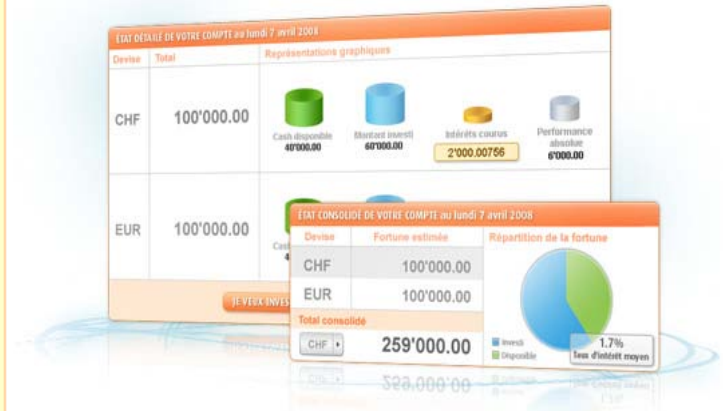 ÉTAT DÉTAILLÉ DE VOTRE COMPTE au lundi 7 avril 2008
Devise Total Représentations graphiques
CHF 100'000.00
Cash disponible
40'000.00
Montant investi
60'000.00
Intérêts courus
2'000.00756
Performance
absolue
6'000.00
EUR 100'000.00
JE VEUX
ÉTAT CONSOLIDÉ DE VOTRE COMPTE au lundi 7 avril 2008
Devise Fortune estimée Répartition de la fortune
CHF 100'000.00
EUR 100'000.00
Total consolidé
CHF 259'000.00
Investi
Disponible
1.7%
Taux d'intérêt moyen